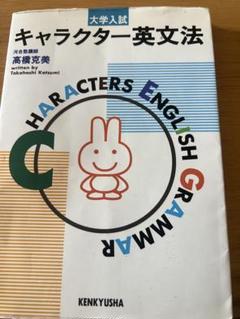 大学入試
キャラクター英文法
河合塾講師
高橋克美
written by
Takahashi Katsumi
CHARACTERS ENGLISH GRAMMAR
KENKYUSHA